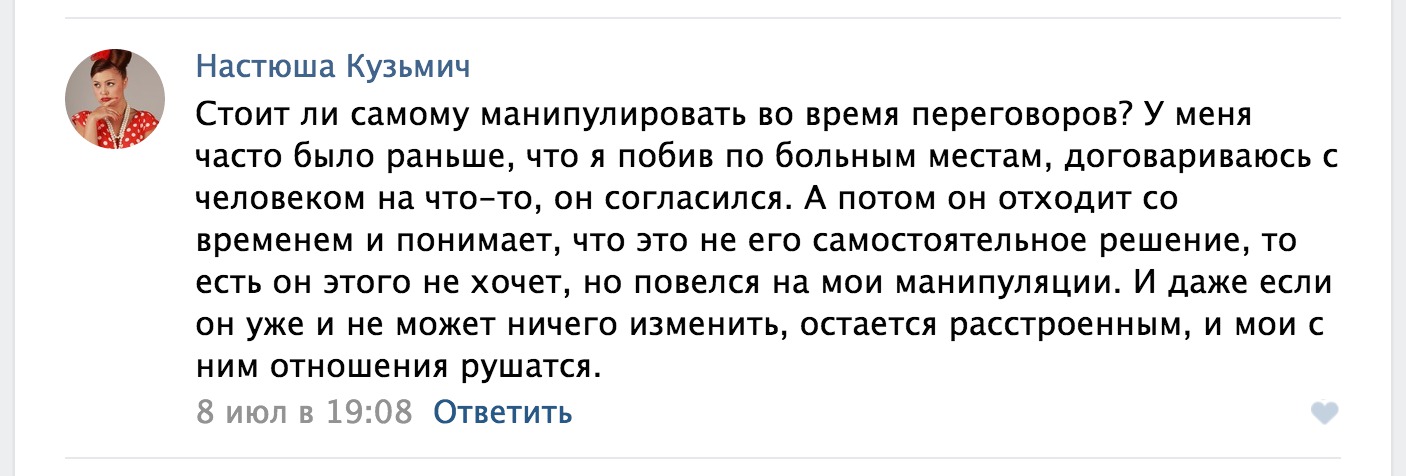 Настюша Кузьмич
Стоит ли самому манипулировать во время переговоров? У меня
часто было раньше, что я побив по больным местам, договариваюсь с
человеком на что-то, он согласился. А потом он отходит со
временем и понимает, что это не его самостоятельное решение, то
есть он этого не хочет, но повелся на мои манипуляции. И даже если
он уже и не может ничего изменить, остается расстроенным, и мои с
ним отношения рушатся.
8 июл в 19:08 Ответить